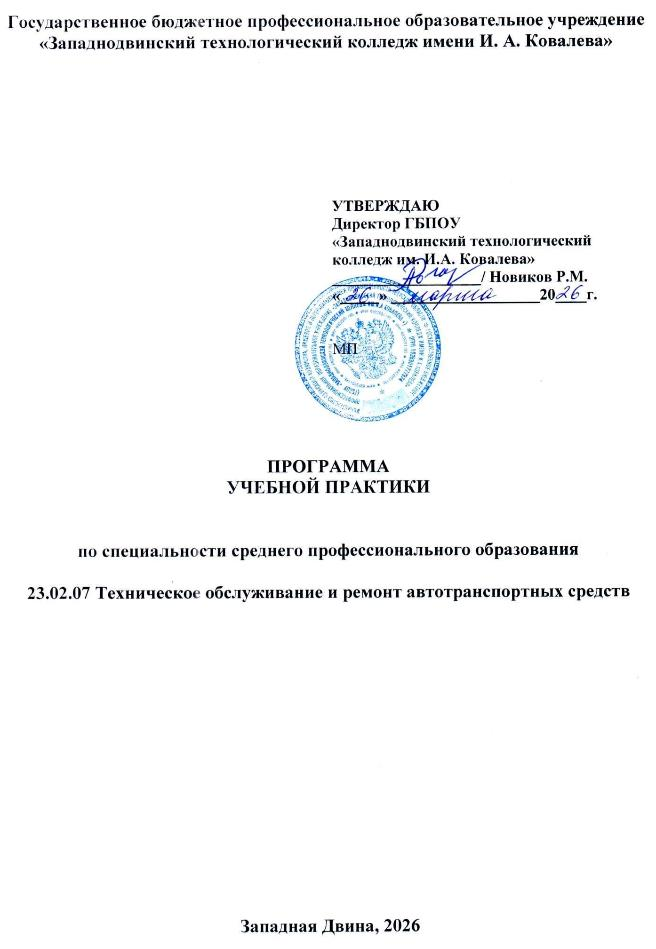 Государственное бюджетное профессиональное образовательное учреждение
«Западнодвинский технологический колледж имени И. А. Ковалева»
УТВЕРЖДАЮ
Директор ГБПОУ
«Западнодвинский технологический
колледж им. И.А. Ковалева»
/ Новиков Р.М.
« 26 » марта 2026 г.
МП
ПРОГРАММА
УЧЕБНОЙ ПРАКТИКИ
по специальности среднего профессионального образования
23.02.07 Техническое обслуживание и ремонт автотранспортных средств
Западная Двина, 2026